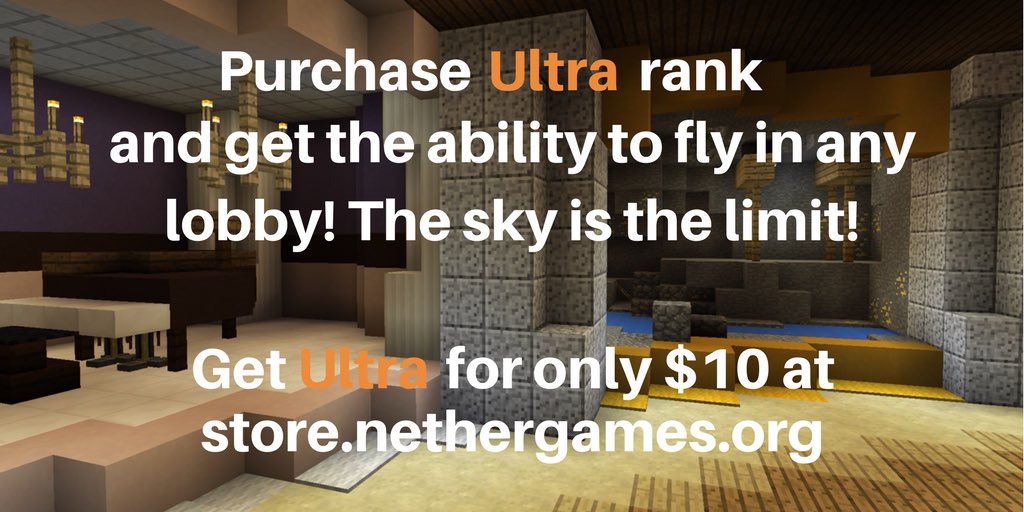 Purchase Ultra rank
and get the ability to fly in any
lobby! The sky is the limit!
Get Ultra for only $10 at
store.nethergames.org